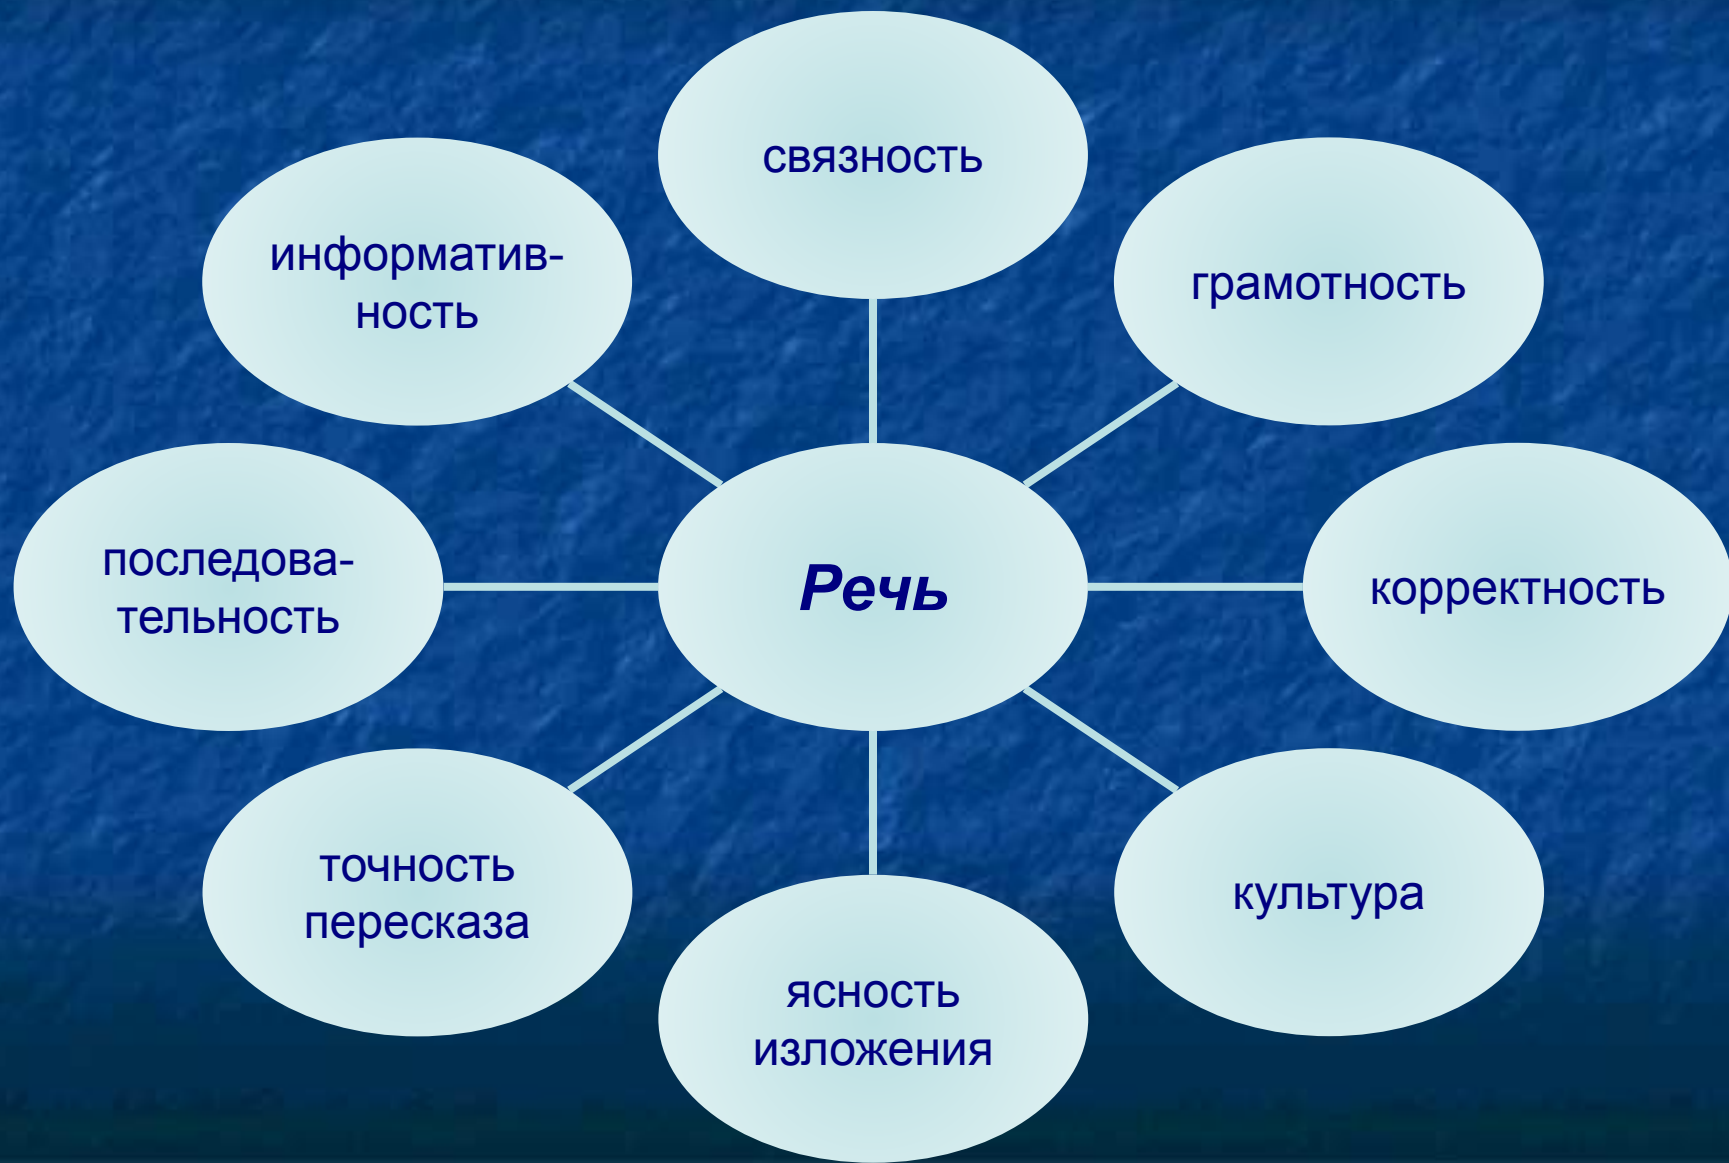 связность
информатив-
ность
грамотность
последова-
тельность
Речь
корректность
точность
пересказа
культура
ясность
изложения